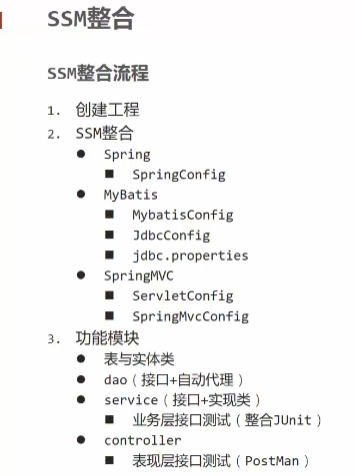 SSM整合
SSM整合流程
1. 创建工程
2. SSM整合
● Spring
■ SpringConfig
● MyBatis
■ MybatisConfig
■ JdbcConfig
■ jdbc.properties
● SpringMVC
■ ServletConfig
■ SpringMvcConfig
3. 功能模块
● 表与实体类
● dao（接口+自动代理）
● service（接口+实现类）
■ 业务层接口测试（整合JUnit）
● controller
■ 表现层接口测试（PostMan）